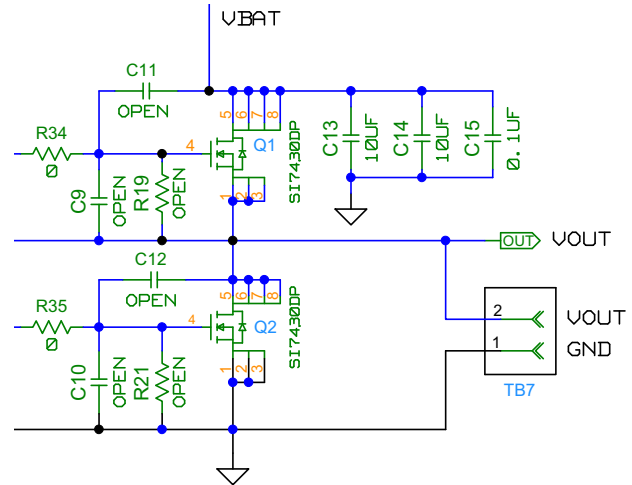 VBAT
C11
OPEN
R34
0
C9
OPEN
R19
OPEN
4
5
6
7
8
Q1
1
2
3
SI7430DP
C13
10UF
C14
10UF
C15
0.1UF
OUT
VOUT
C12
OPEN
R35
0
C10
OPEN
R21
OPEN
4
5
6
7
8
Q2
1
2
3
SI7430DP
2
VOUT
1
GND
TB7